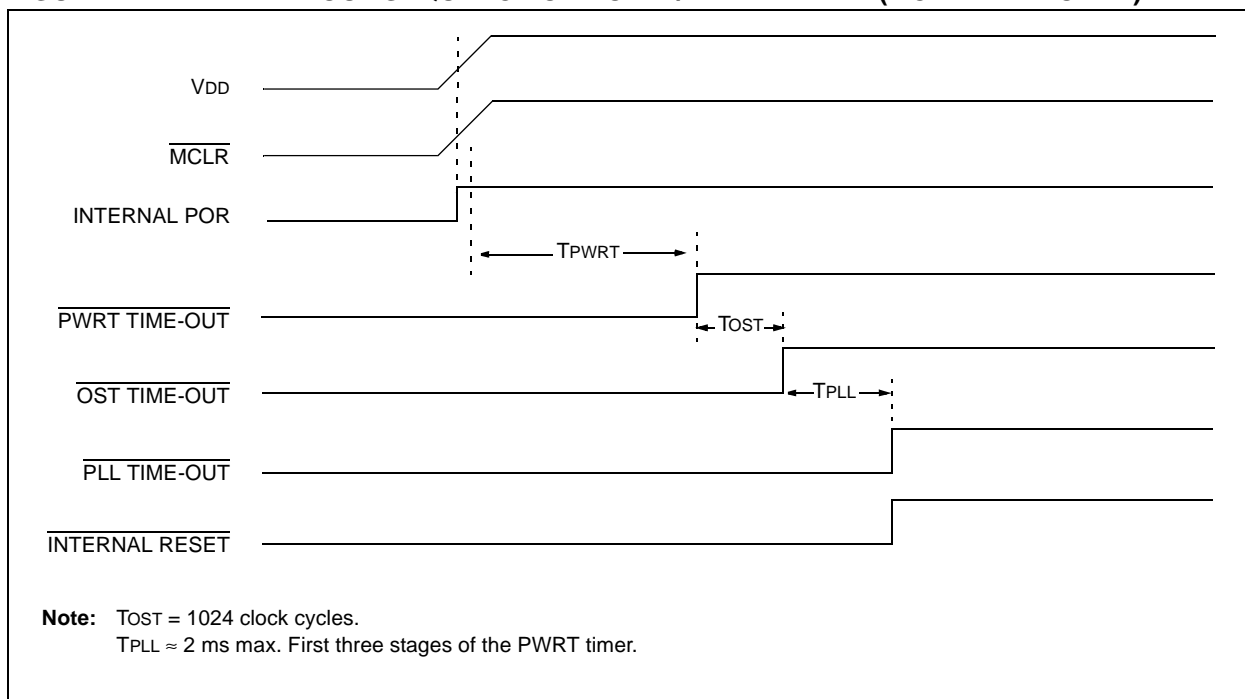 VDD
MCLR
INTERNAL POR
TPWRT
PWRT TIME-OUT
TOST
OST TIME-OUT
TPLL
PLL TIME-OUT
INTERNAL RESET
Note: TOST = 1024 clock cycles.
TPLL ≈ 2 ms max. First three stages of the PWRT timer.